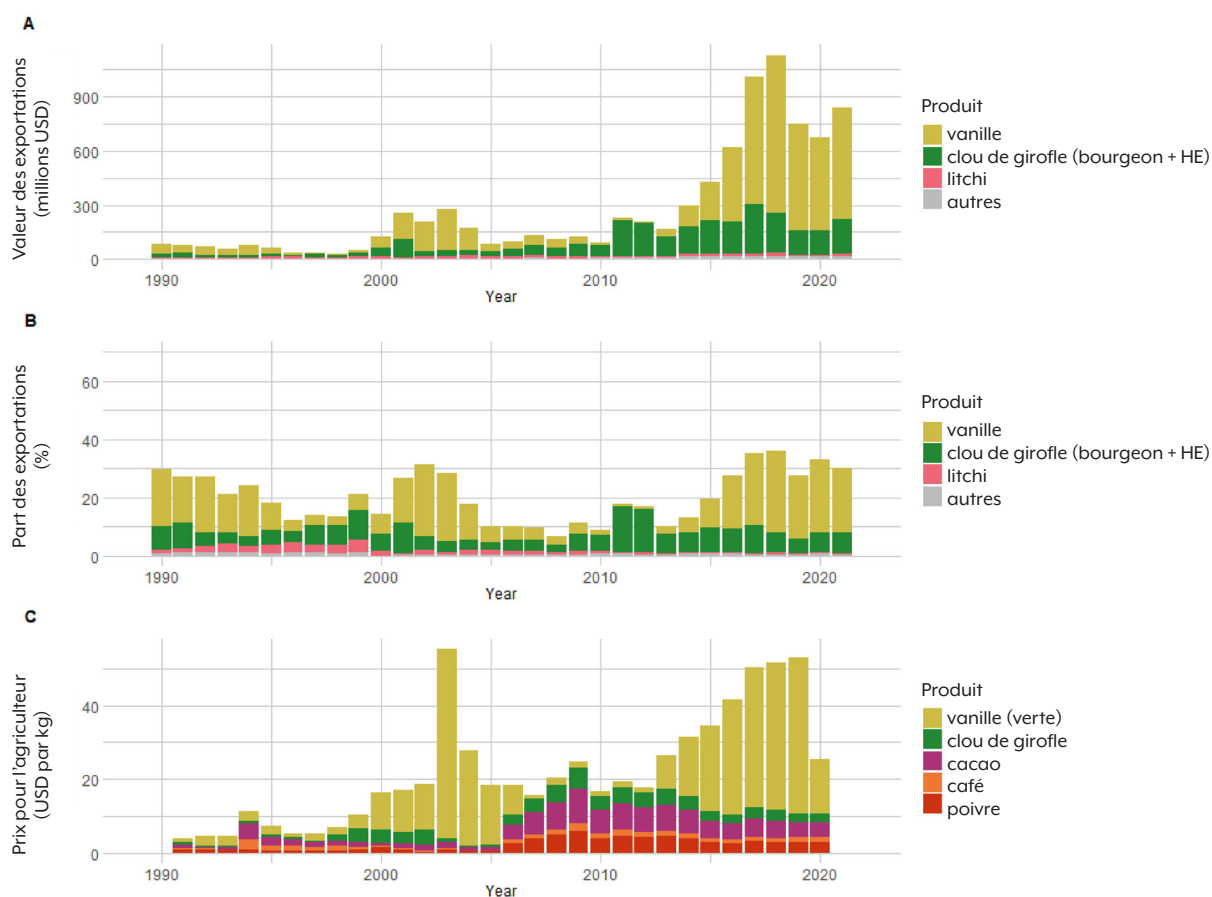 A
Valeur des exportations
(millions USD)
900
600
300
0
1990
2000
2010
2020
Year
Produit
vanille
clou de girofle (bourgeon + HE)
litchi
autres
B
Part des exportations
(%)
60
40
20
0
1990
2000
2010
2020
Year
Produit
vanille
clou de girofle (bourgeon + HE)
litchi
autres
C
Prix pour l'agriculteur
(USD par kg)
40
20
0
1990
2000
2010
2020
Year
Produit
vanille (verte)
clou de girofle
cacao
café
poivre